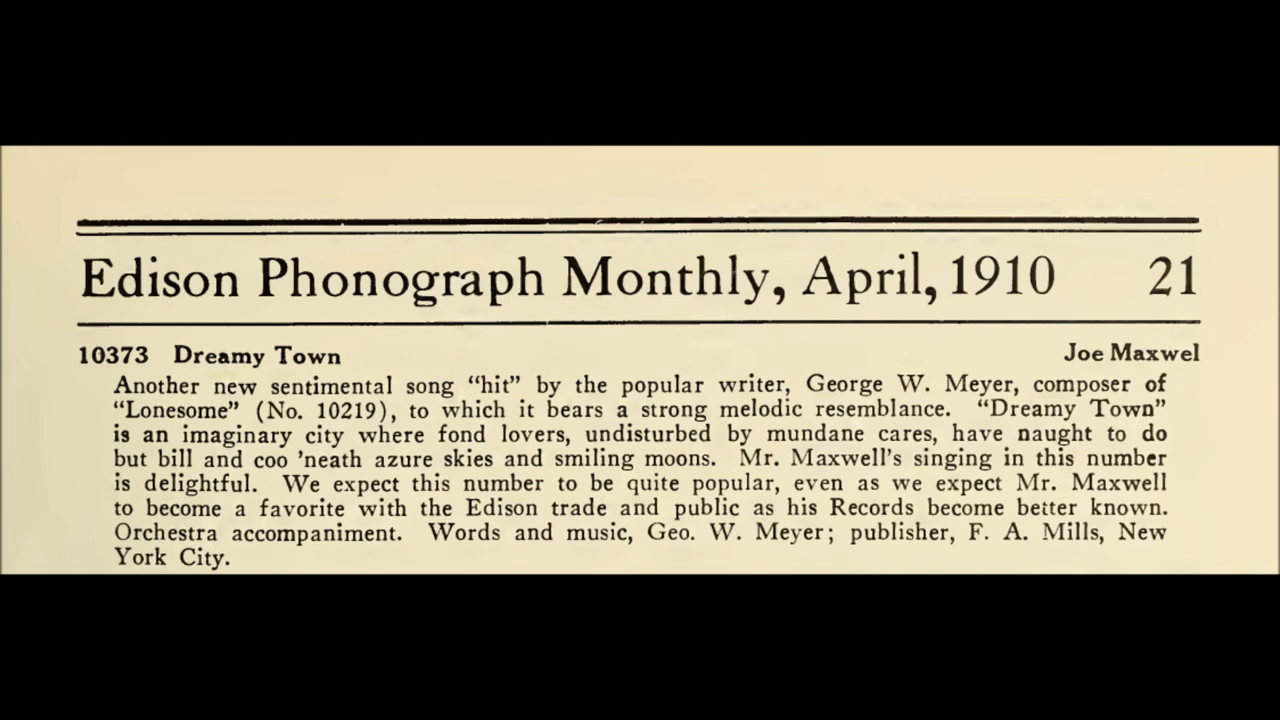 Edison Phonograph Monthly, April, 1910 21
10373 Dreamy Town Joe Maxwel
Another new sentimental song “hit” by the popular writer, George W. Meyer, composer of
“Lonesome” (No. 10219), to which it bears a strong melodic resemblance. “Dreamy Town”
is an imaginary city where fond lovers, undisturbed by mundane cares, have naught to do
but bill and coo ’neath azure skies and smiling moons. Mr. Maxwell’s singing in this number
is delightful. We expect this number to be quite popular, even as we expect Mr. Maxwell
to become a favorite with the Edison trade and public as his Records become better known.
Orchestra accompaniment. Words and music, Geo. W. Meyer; publisher, F. A. Mills, New
York City.